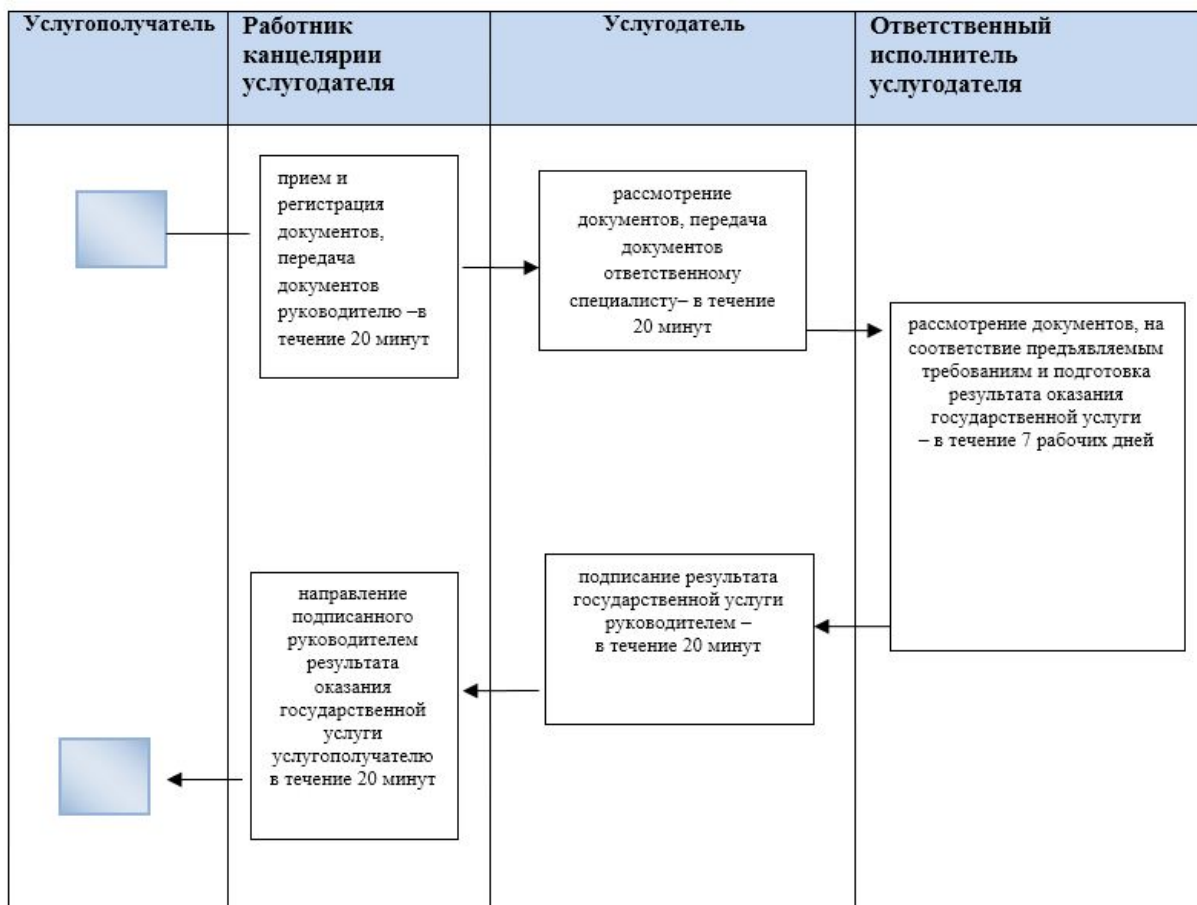 Услугополучатель
Работник
канцелярии
услугодателя
Услугодатель
Ответственный
исполнитель
услугодателя
прием и
регистрация
документов,
передача
документов
руководителю –в
течение 20 минут
рассмотрение
документов, передача
документов
ответственному
специалисту– в течение
20 минут
рассмотрение документов, на
соответствие предъявляемым
требованиям и подготовка
результата оказания
государственной услуги
– в течение 7 рабочих дней
подписание результата
государственной услуги
руководителем –
в течение 20 минут
направление
подписанного
руководителем
результата
оказания
государственной
услуги
услугополучателю
в течение 20 минут